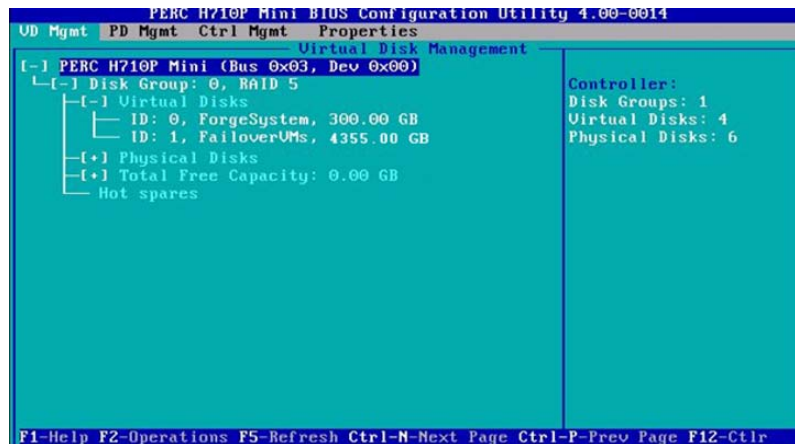 PERC H710P Mini BIOS Configuration Utility 4.00-0014
VD Mgmt PD Mgmt Ctrl Mgmt Properties
Virtual Disk Management
[-] PERC H710P Mini (Bus 0x03, Dev 0x00)
[-] Disk Group: 0, RAID 5
[-] Virtual Disks
ID: 0, ForgeSystem, 300.00 GB
ID: 1, FailoverVMs, 4355.00 GB
[+] Physical Disks
[+] Total Free Capacity: 0.00 GB
Hot spares
Controller:
Disk Groups: 1
Virtual Disks: 4
Physical Disks: 6
F1-Help F2-Operations F5-Refresh Ctrl-N-Next Page Ctrl-P-Prev Page F12-Ctlr